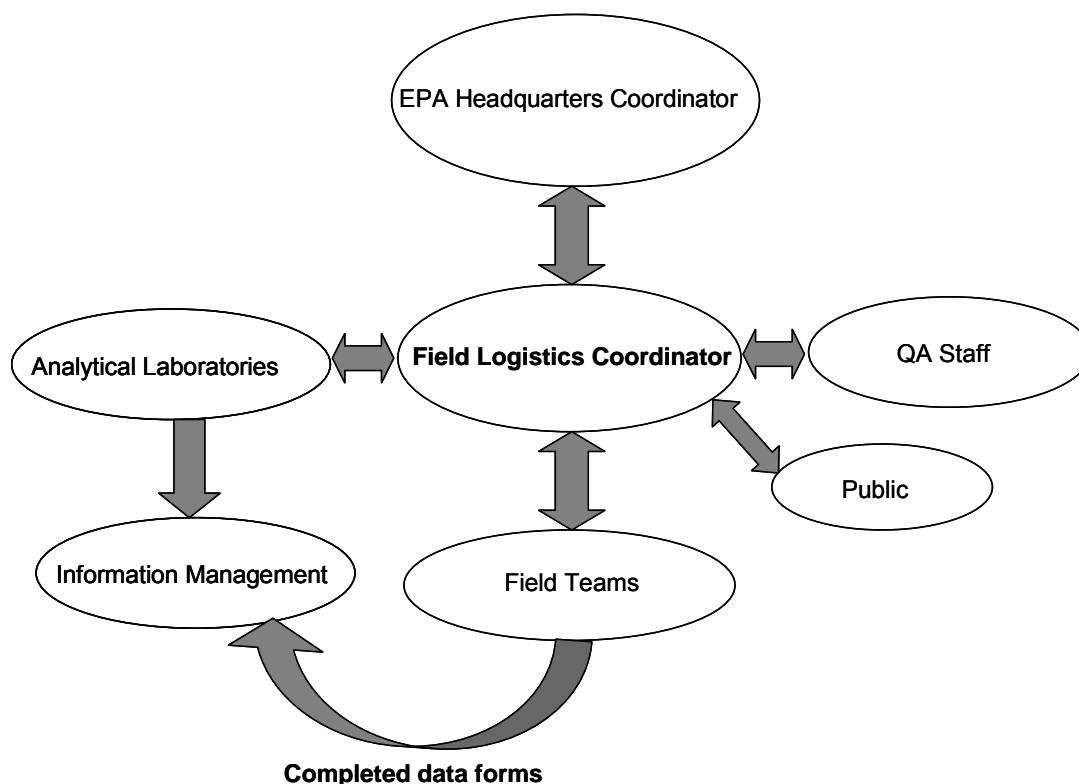 EPA Headquarters Coordinator
Analytical Laboratories
Field Logistics Coordinator
QA Staff
Public
Information Management
Field Teams
Completed data forms